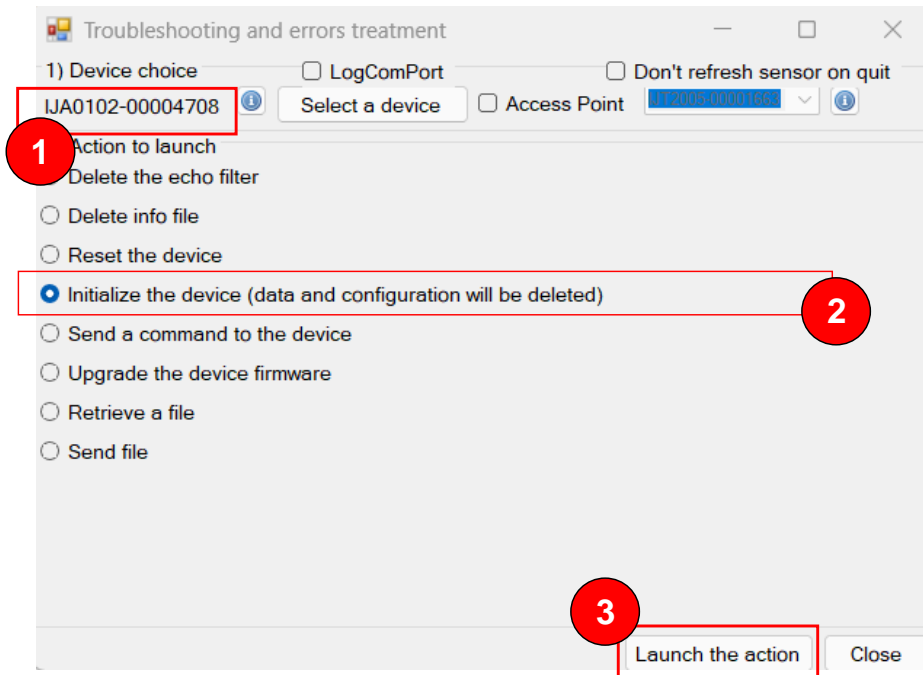 Troubleshooting and errors treatment
1) Device choice LogComPort Don't refresh sensor on quit
IJA0102-00004708 Select a device Access Point IJT2005-00001663
1 Action to launch
Delete the echo filter
Delete info file
Reset the device
Initialize the device (data and configuration will be deleted)
2
Send a command to the device
Upgrade the device firmware
Retrieve a file
Send file
3
Launch the action Close